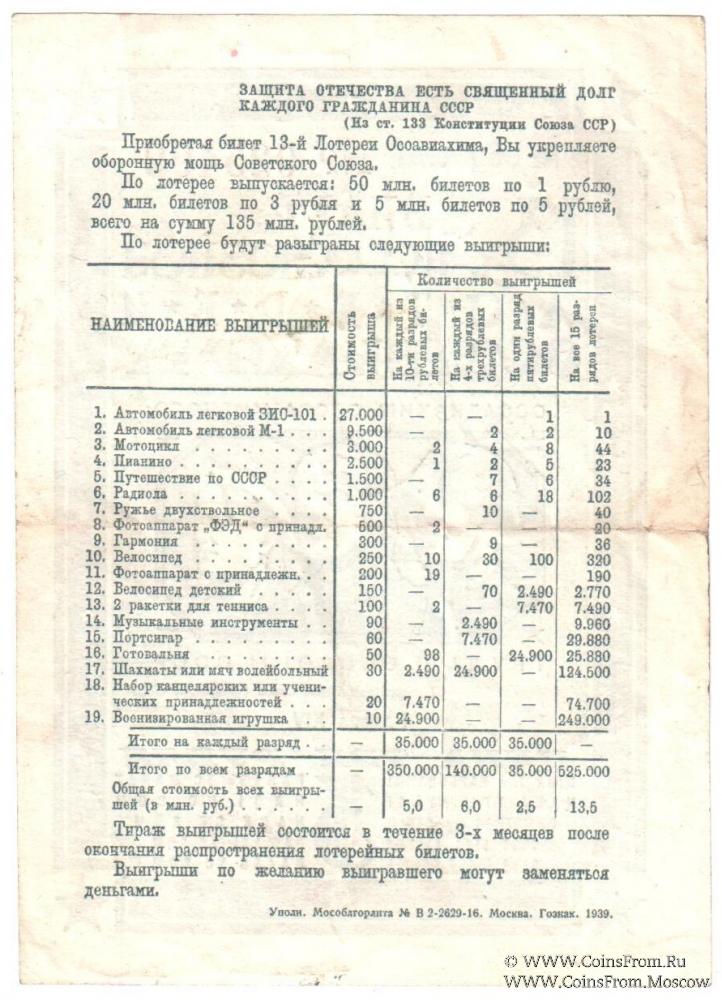 ЗАЩИТА ОТЕЧЕСТВА ЕСТЬ СВЯЩЕННЫЙ ДОЛГ
КАЖДОГО ГРАЖДАНИНА СССР
(Из ст. 133 Конституции Союза ССР)
Приобретая билет 13-й Лотереи Осоавиахима, Вы укрепляете
оборонную мощь Советского Союза.
По лотерее выпускается: 50 млн. билетов по 1 рублю,
20 млн. билетов по 3 рубля и 5 млн. билетов по 5 рублей,
всего на сумму 135 млн. рублей.
По лотерее будут разыграны следующие выигрыши:
НАИМЕНОВАНИЕ ВЫИГРЫШЕЙ
Стоимость
выигрыша
Количество выигрышей
На каждый из
10-ти разрядов
рублевых би-
летов
На каждый из
4-х разрядов
трехрублевых
билетов
На один разряд
пятирублевых
билетов
На все 15 раз-
рядов лотереи
1. Автомобиль легковой ЗИС-101 . 27.000 — — 1 1
2. Автомобиль легковой М-1 . . . 9.500 — 2 2 10
3. Мотоцикл . . . . . . . . . . 3.000 2 4 8 44
4. Пианино . . . . . . . . . . 2.500 1 2 5 23
5. Путешествие по СССР . . . . 1.500 — 7 6 34
6. Радиола . . . . . . . . . . 1.000 6 6 18 102
7. Ружье двухствольное . . . . . 750 — 10 — 40
8. Фотоаппарат „ФЭД“ с принадл. 500 2 — — 20
9. Гармония . . . . . . . . . . 300 — 9 — 36
10. Велосипед . . . . . . . . . 250 10 30 100 320
11. Фотоаппарат с принадлежн. . . 200 19 — — 190
12. Велосипед детский . . . . . 150 — 70 2.490 2.770
13. 2 ракетки для тенниса . . . . 100 2 — 7.470 7.490
14. Музыкальные инструменты . . 90 — 2.490 — 9.960
15. Портсигар . . . . . . . . . 60 — 7.470 — 29.880
16. Готовальня . . . . . . . . . 50 98 — 24.900 25.880
17. Шахматы или мяч волейбольный 30 2.490 24.900 — 124.500
18. Набор канцелярских или учени-
ческих принадлежностей . . . 20 7.470 — — 74.700
19. Военизированная игрушка . . 10 24.900 — — 249.000
Итого на каждый разряд . . — 35.000 35.000 35.000 —
Итого по всем разрядам — 350.000 140.000 35.000 525.000
Общая стоимость всех выигры-
шей (в млн. руб.) . . . . . . — 5,0 6,0 2,5 13,5
Тираж выигрышей состоится в течение 3-х месяцев после
окончания распространения лотерейных билетов.
Выигрыши по желанию выигравшего могут заменяться
деньгами.
Уполн. Мособлгорлита № В 2-2629-16. Москва. Гознак. 1939.
© WWW.CoinsFrom.Ru
WWW.CoinsFrom.Moscow